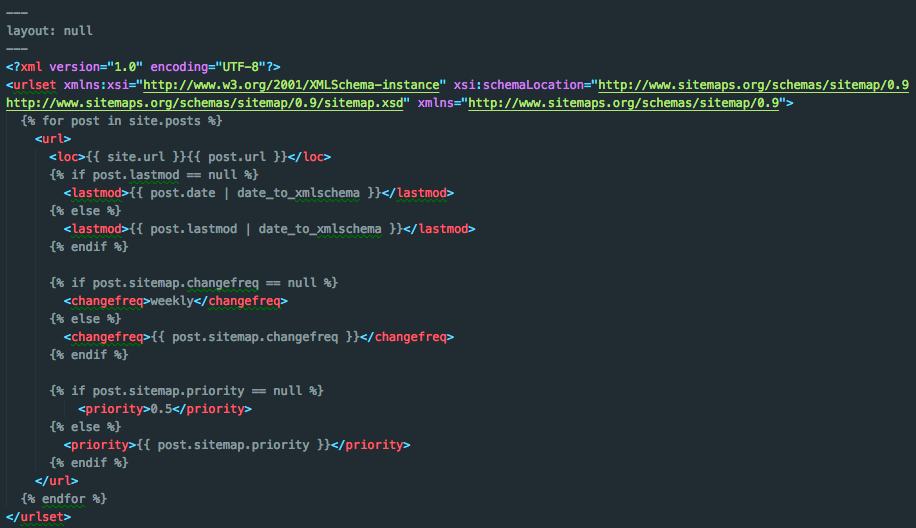 ---
layout: null
---
<?xml version="1.0" encoding="UTF-8"?>
<urlset xmlns:xsi="http://www.w3.org/2001/XMLSchema-instance" xsi:schemaLocation="http://www.sitemaps.org/schemas/sitemap/0.9
http://www.sitemaps.org/schemas/sitemap/0.9/sitemap.xsd" xmlns="http://www.sitemaps.org/schemas/sitemap/0.9">
  {% for post in site.posts %}
    <url>
      <loc>{{ site.url }}{{ post.url }}</loc>
      {% if post.lastmod == null %}
        <lastmod>{{ post.date | date_to_xmlschema }}</lastmod>
      {% else %}
        <lastmod>{{ post.lastmod | date_to_xmlschema }}</lastmod>
      {% endif %}

      {% if post.sitemap.changefreq == null %}
        <changefreq>weekly</changefreq>
      {% else %}
        <changefreq>{{ post.sitemap.changefreq }}</changefreq>
      {% endif %}

      {% if post.sitemap.priority == null %}
          <priority>0.5</priority>
      {% else %}
        <priority>{{ post.sitemap.priority }}</priority>
      {% endif %}
    </url>
  {% endfor %}
</urlset>